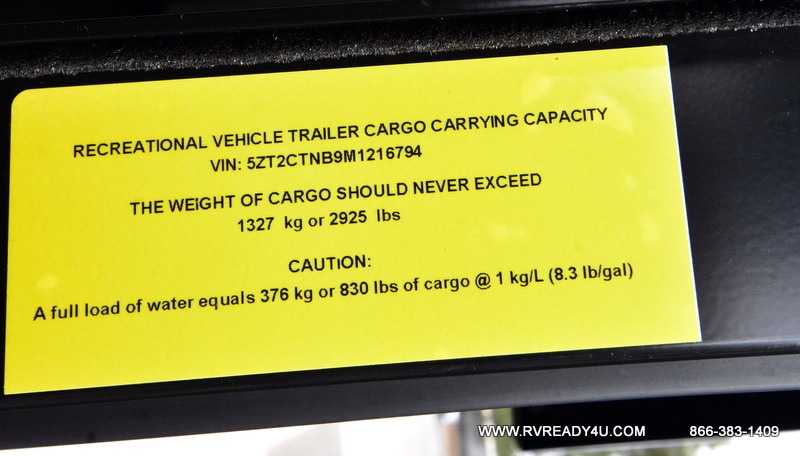 RECREATIONAL VEHICLE TRAILER CARGO CARRYING CAPACITY
VIN: 5ZT2CTNB9M1216794
THE WEIGHT OF CARGO SHOULD NEVER EXCEED
1327 kg or 2925 lbs
CAUTION:
A full load of water equals 376 kg or 830 lbs of cargo @ 1 kg/L (8.3 lb/gal)
WWW.RVREADY4U.COM 866-383-1409